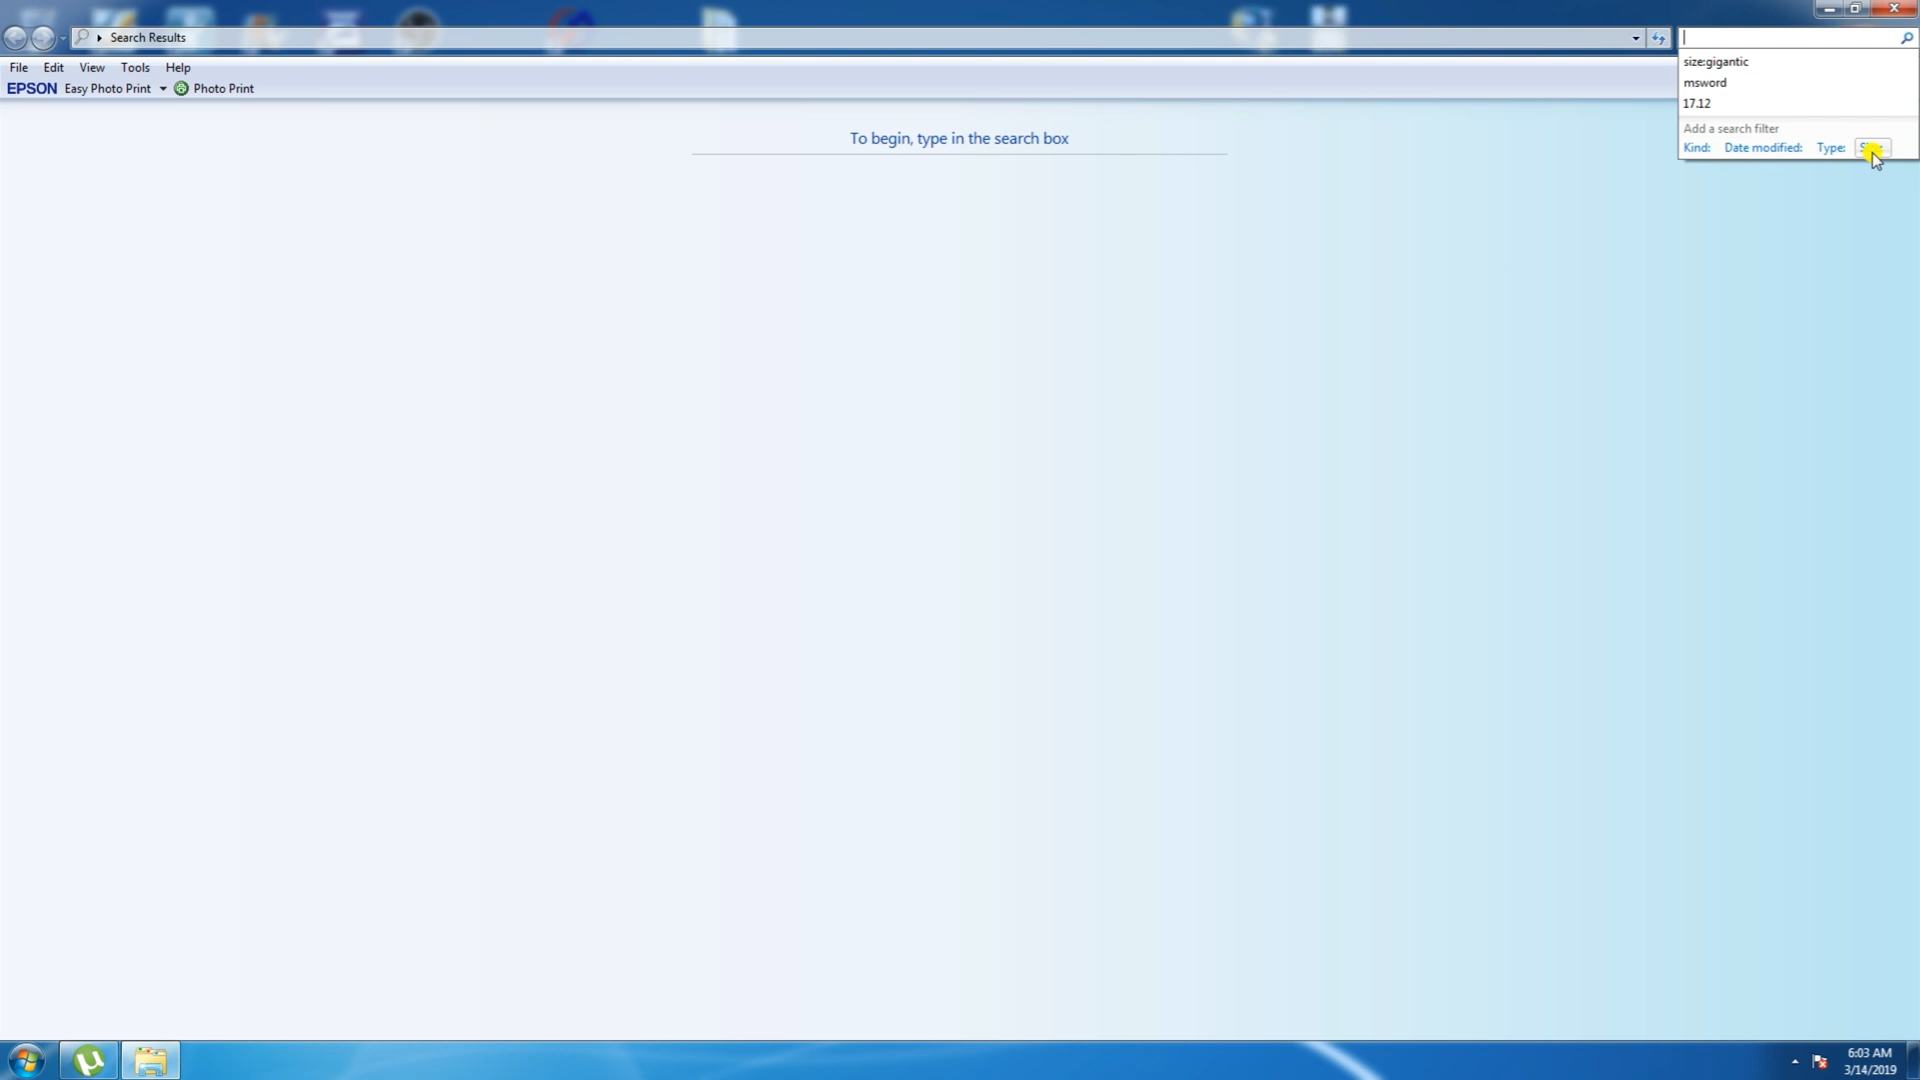 Search Results
File Edit View Tools Help
EPSON Easy Photo Print Photo Print
To begin, type in the search box
size:gigantic
msword
17.12
Add a search filter
Kind: Date modified: Type:
6:03 AM
3/14/2019